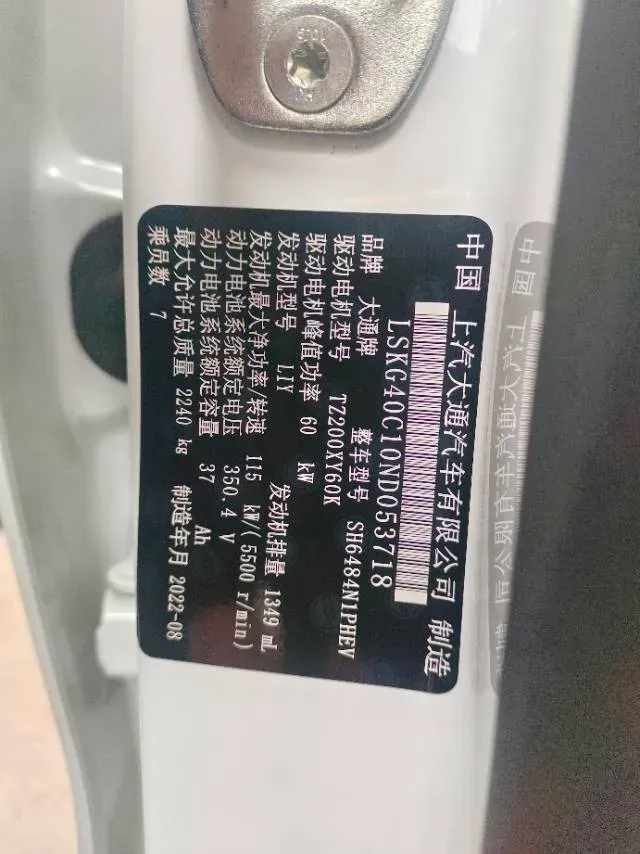 中国 上汽大通汽车有限公司 制造
LSKG40C10ND053718
品牌 大通牌 整车型号 SH6484N1PHEV
驱动电机型号 TZ200XY60K
驱动电机峰值功率 60 kW
发动机型号 LIY 发动机排量 1349 mL
发动机最大净功率/转速 115 kW/(5500 r/min)
动力电池系统额定电压 350.4 V
动力电池系统额定容量 37 Ah
最大允许总质量 2240 kg 制造年月 2022-08
乘员数 7